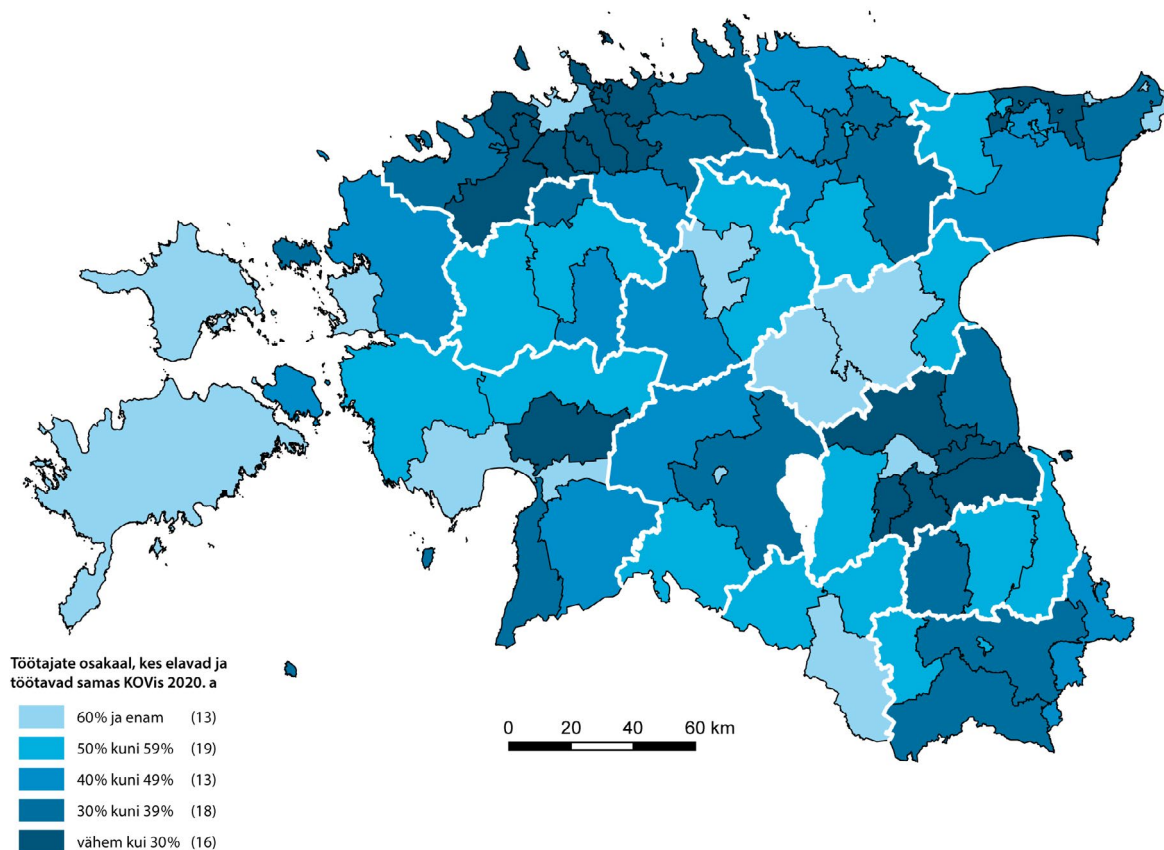 Töötajate osakaal, kes elavad ja
töötavad samas KOVis 2020. a
60% ja enam (13)
50% kuni 59% (19)
40% kuni 49% (13)
30% kuni 39% (18)
vähem kui 30% (16)
0 20 40 60 km